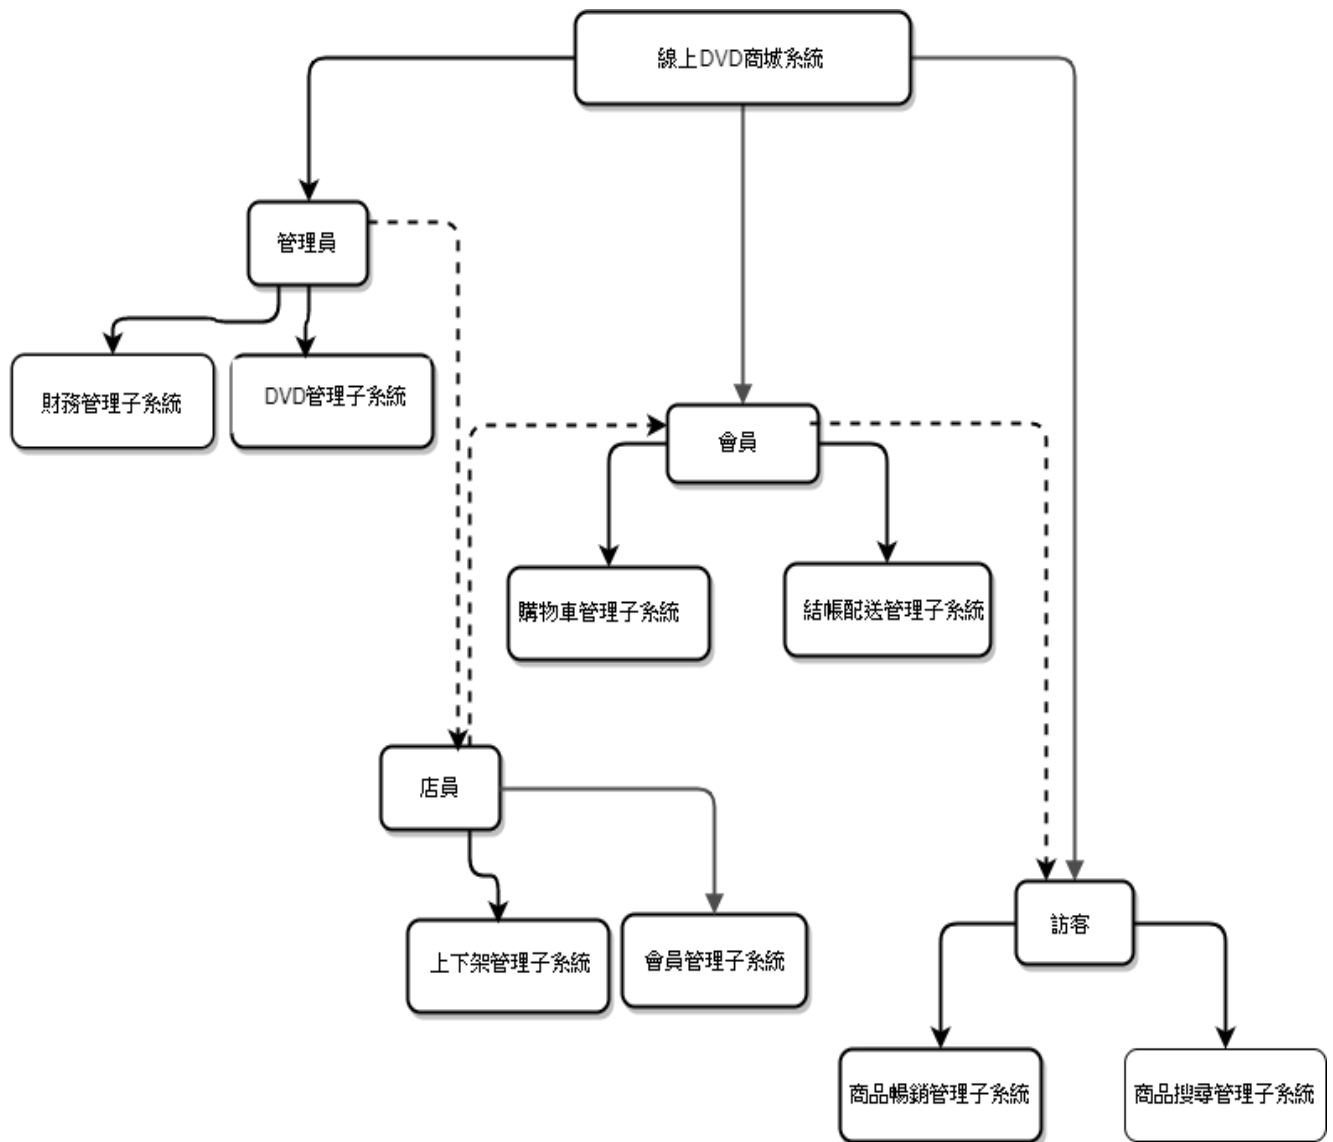 線上DVD商城系統
管理員
財務管理子系統
DVD管理子系統
會員
購物車管理子系統
結帳配送管理子系統
店員
上下架管理子系統
會員管理子系統
訪客
商品暢銷管理子系統
商品搜尋管理子系統